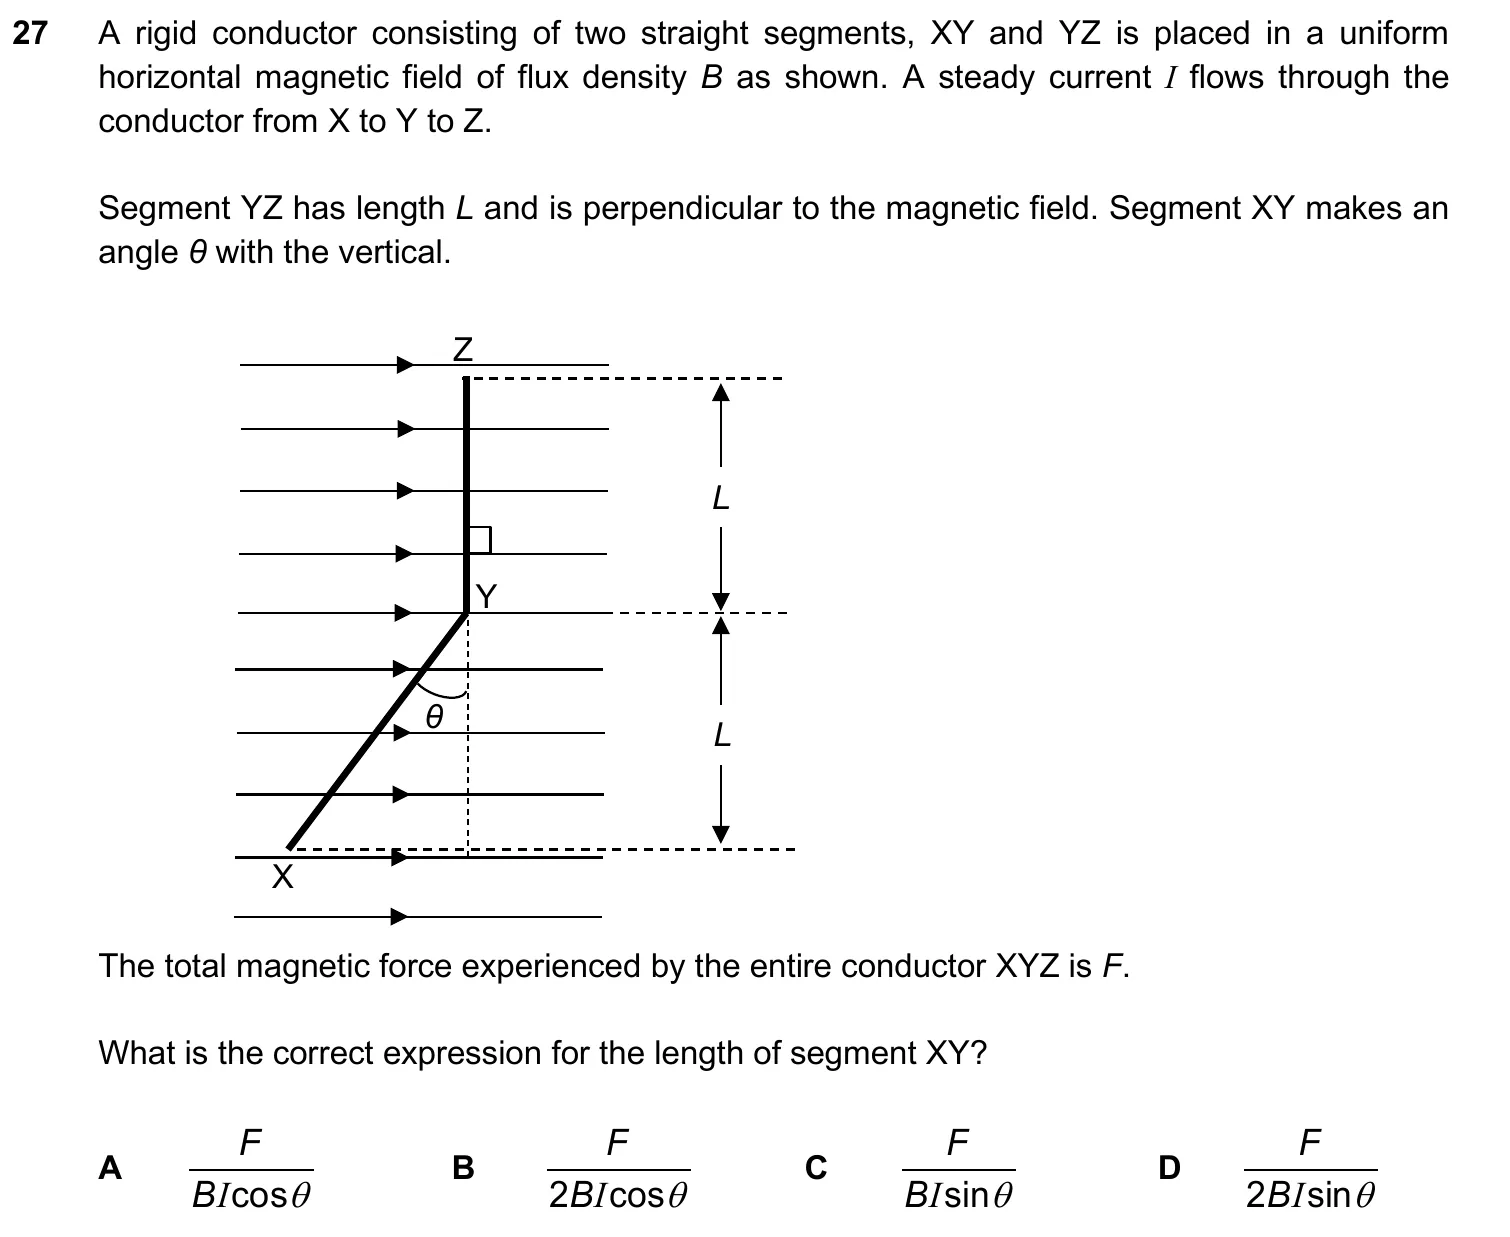 27 A rigid conductor consisting of two straight segments, XY and YZ is placed in a uniform
horizontal magnetic field of flux density B as shown. A steady current I flows through the
conductor from X to Y to Z.
Segment YZ has length L and is perpendicular to the magnetic field. Segment XY makes an
angle θ with the vertical.
Z
L
Y
θ
L
X
The total magnetic force experienced by the entire conductor XYZ is F.
What is the correct expression for the length of segment XY?
A F/(BIcosθ) B F/(2BIcosθ) C F/(BIsinθ) D F/(2BIsinθ)